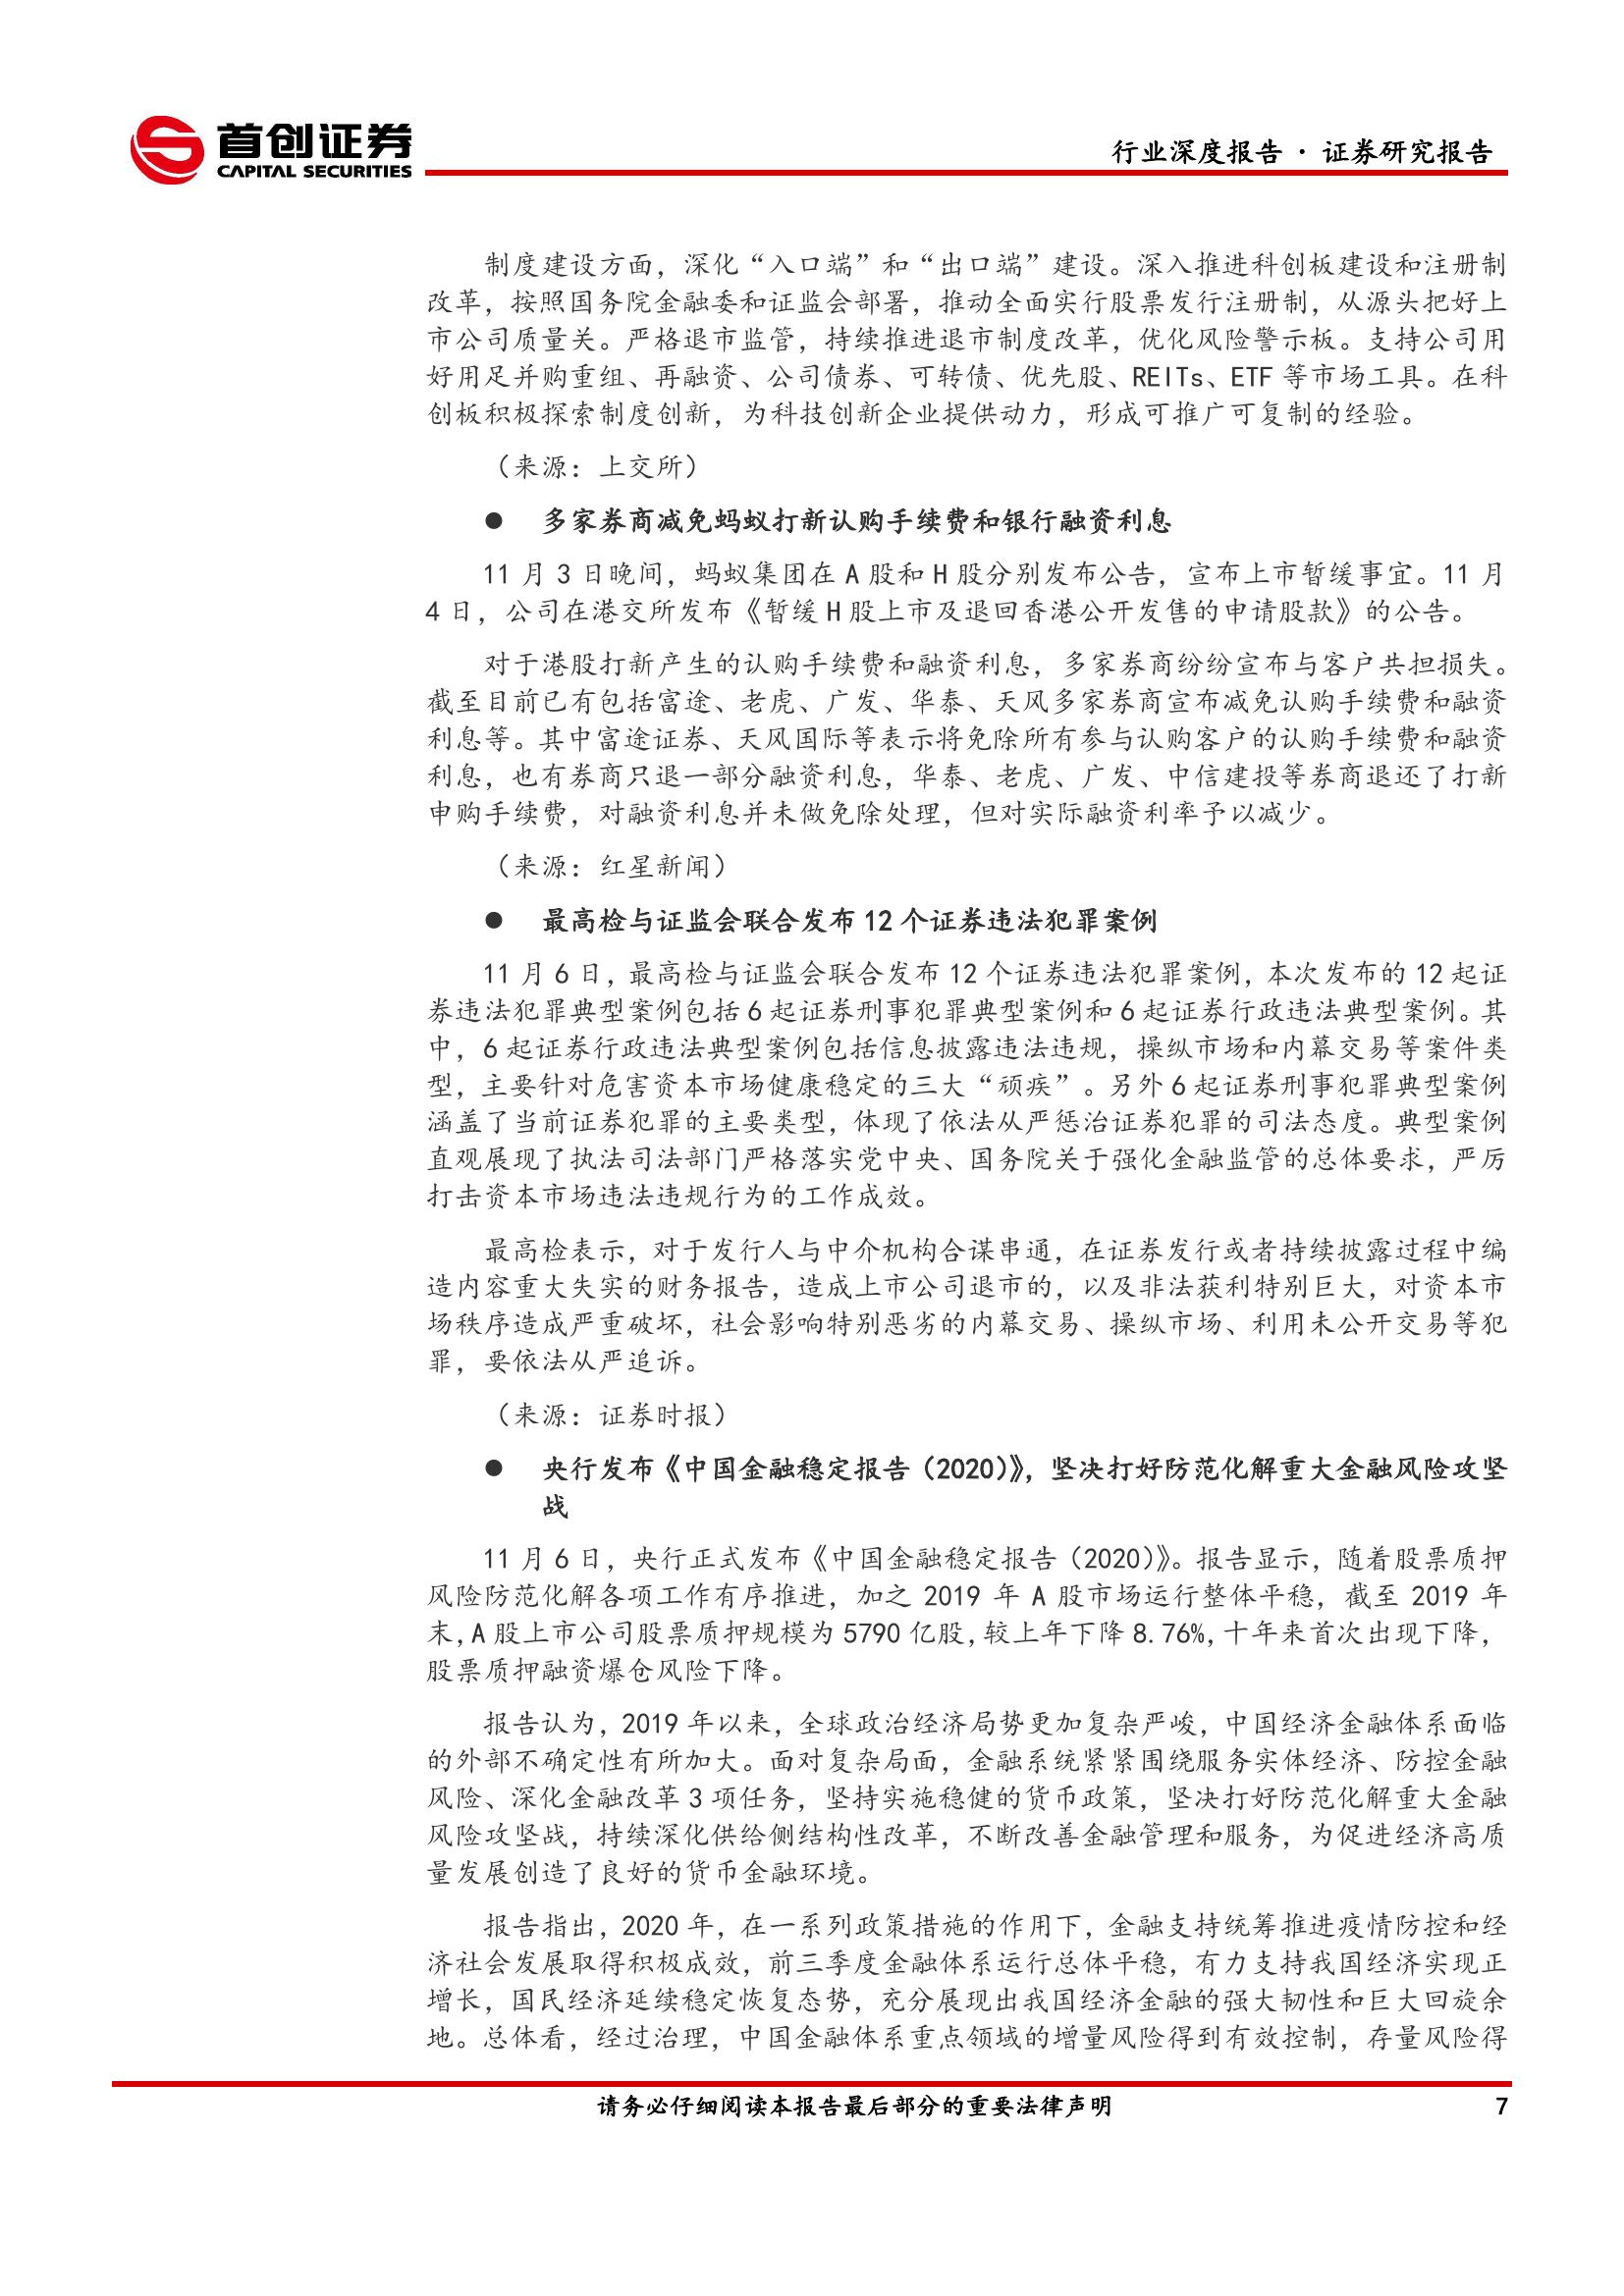 首创证券
CAPITAL SECURITIES
行业深度报告 · 证券研究报告
制度建设方面，深化“入口端”和“出口端”建设。深入推进科创板建设和注册制
改革，按照国务院金融委和证监会部署，推动全面实行股票发行注册制，从源头把好上
市公司质量关。严格退市监管，持续推进退市制度改革，优化风险警示板。支持公司用
好用足并购重组、再融资、公司债券、可转债、优先股、REITs、ETF 等市场工具。在科
创板积极探索制度创新，为科技创新企业提供动力，形成可推广可复制的经验。
（来源：上交所）
● 多家券商减免蚂蚁打新认购手续费和银行融资利息
11 月 3 日晚间，蚂蚁集团在 A 股和 H 股分别发布公告，宣布上市暂缓事宜。11 月
4 日，公司在港交所发布《暂缓 H 股上市及退回香港公开发售的申请股款》的公告。
对于港股打新产生的认购手续费和融资利息，多家券商纷纷宣布与客户共担损失。
截至目前已有包括富途、老虎、广发、华泰、天风多家券商宣布减免认购手续费和融资
利息等。其中富途证券、天风国际等表示将免除所有参与认购客户的认购手续费和融资
利息，也有券商只退一部分融资利息，华泰、老虎、广发、中信建投等券商退还了打新
申购手续费，对融资利息并未做免除处理，但对实际融资利率予以减少。
（来源：红星新闻）
● 最高检与证监会联合发布 12 个证券违法犯罪案例
11 月 6 日，最高检与证监会联合发布 12 个证券违法犯罪案例，本次发布的 12 起证
券违法犯罪典型案例包括 6 起证券刑事犯罪典型案例和 6 起证券行政违法典型案例。其
中，6 起证券行政违法典型案例包括信息披露违法违规，操纵市场和内幕交易等案件类
型，主要针对危害资本市场健康稳定的三大“顽疾”。另外 6 起证券刑事犯罪典型案例
涵盖了当前证券犯罪的主要类型，体现了依法从严惩治证券犯罪的司法态度。典型案例
直观展现了执法司法部门严格落实党中央、国务院关于强化金融监管的总体要求，严厉
打击资本市场违法违规行为的工作成效。
最高检表示，对于发行人与中介机构合谋串通，在证券发行或者持续披露过程中编
造内容重大失实的财务报告，造成上市公司退市的，以及非法获利特别巨大，对资本市
场秩序造成严重破坏，社会影响特别恶劣的内幕交易、操纵市场、利用未公开交易等犯
罪，要依法从严追诉。
（来源：证券时报）
● 央行发布《中国金融稳定报告（2020）》，坚决打好防范化解重大金融风险攻坚
战
11 月 6 日，央行正式发布《中国金融稳定报告（2020）》。报告显示，随着股票质押
风险防范化解各项工作有序推进，加之 2019 年 A 股市场运行整体平稳，截至 2019 年
末，A 股上市公司股票质押规模为 5790 亿股，较上年下降 8.76%，十年来首次出现下降，
股票质押融资爆仓风险下降。
报告认为，2019 年以来，全球政治经济局势更加复杂严峻，中国经济金融体系面临
的外部不确定性有所加大。面对复杂局面，金融系统紧紧围绕服务实体经济、防控金融
风险、深化金融改革 3 项任务，坚持实施稳健的货币政策，坚决打好防范化解重大金融
风险攻坚战，持续深化供给侧结构性改革，不断改善金融管理和服务，为促进经济高质
量发展创造了良好的货币金融环境。
报告指出，2020 年，在一系列政策措施的作用下，金融支持统筹推进疫情防控和经
济社会发展取得积极成效，前三季度金融体系运行总体平稳，有力支持我国经济实现正
增长，国民经济延续稳定恢复态势，充分展现出我国经济金融的强大韧性和巨大回旋余
地。总体看，经过治理，中国金融体系重点领域的增量风险得到有效控制，存量风险得
请务必仔细阅读本报告最后部分的重要法律声明
7